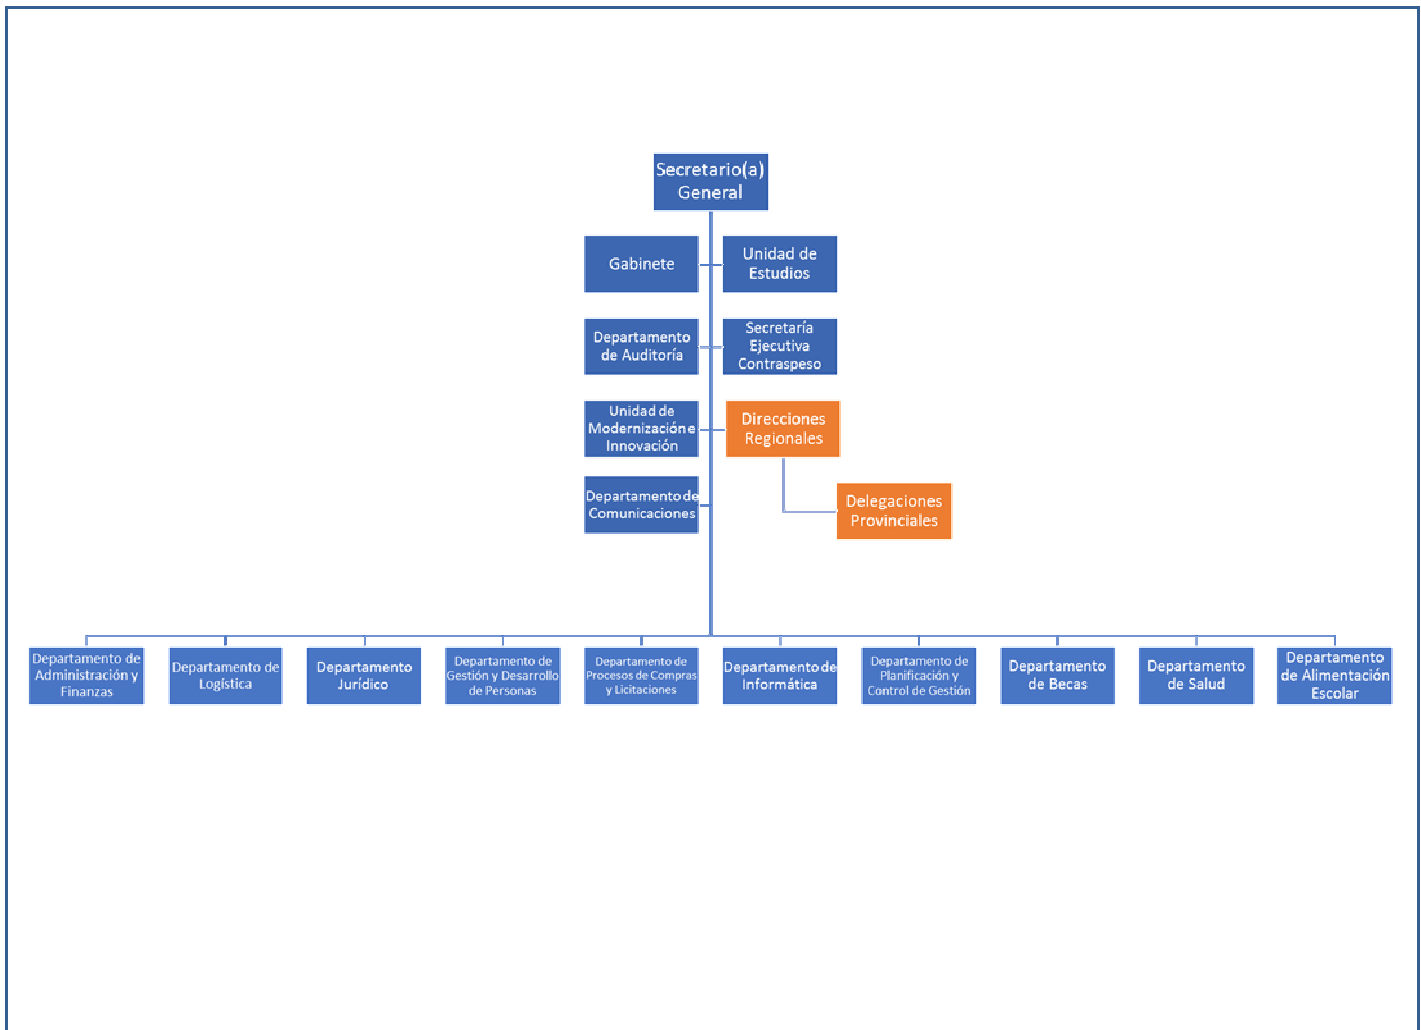 Secretario(a)
General
Gabinete
Unidad de
Estudios
Departamento
de Auditoría
Secretaría
Ejecutiva
Contraspeso
Unidad de
Modernización e
Innovación
Direcciones
Regionales
Departamento de
Comunicaciones
Delegaciones
Provinciales
Departamento de
Administración y
Finanzas
Departamento de
Logística
Departamento
Jurídico
Departamento de
Gestión y Desarrollo
de Personas
Departamento de
Procesos de Compras
y Licitaciones
Departamento de
Informática
Departamento de
Planificación y
Control de Gestión
Departamento
de Becas
Departamento
de Salud
Departamento
de Alimentación
Escolar